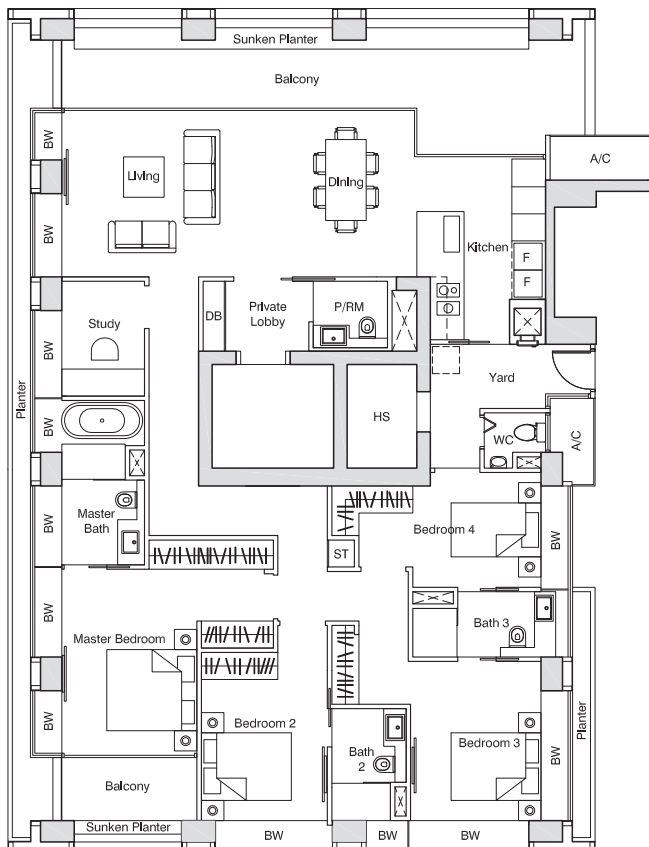 Sunken Planter
Balcony
BW
A/C
Living
Dining
BW
Kitchen
F
F
DB
Private
Lobby
P/RM
Study
BW
Planter
Yard
HS
BW
WC
A/C
Master
Bath
BW
Bedroom 4
ST
BW
BW
Bath 3
Master Bedroom
BW
Bedroom 2
Bath
2
Bedroom 3
BW
Planter
Balcony
Sunken Planter
BW
BW
BW